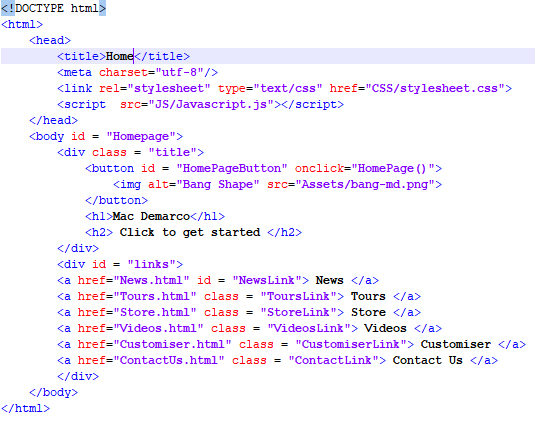 <!DOCTYPE html>
<html>
    <head>
        <title>Home</title>
        <meta charset="utf-8"/>
        <link rel="stylesheet" type="text/css" href="CSS/stylesheet.css">
        <script  src="JS/Javascript.js"></script>
    </head>
    <body id = "Homepage">
        <div class = "title">
            <button id = "HomePageButton" onclick="HomePage()">
                <img alt="Bang Shape" src="Assets/bang-md.png">
            </button>
            <h1>Mac Demarco</h1>
            <h2> Click to get started </h2>
        </div>
        <div id = "links">
        <a href="News.html" id = "NewsLink"> News </a>
        <a href="Tours.html" class = "ToursLink"> Tours </a>
        <a href="Store.html" class = "StoreLink"> Store </a>
        <a href="Videos.html" class = "VideosLink"> Videos </a>
        <a href="Customiser.html" class = "CustomiserLink"> Customiser </a>
        <a href="ContactUs.html" class = "ContactLink"> Contact Us </a>
        </div>
    </body>
</html>